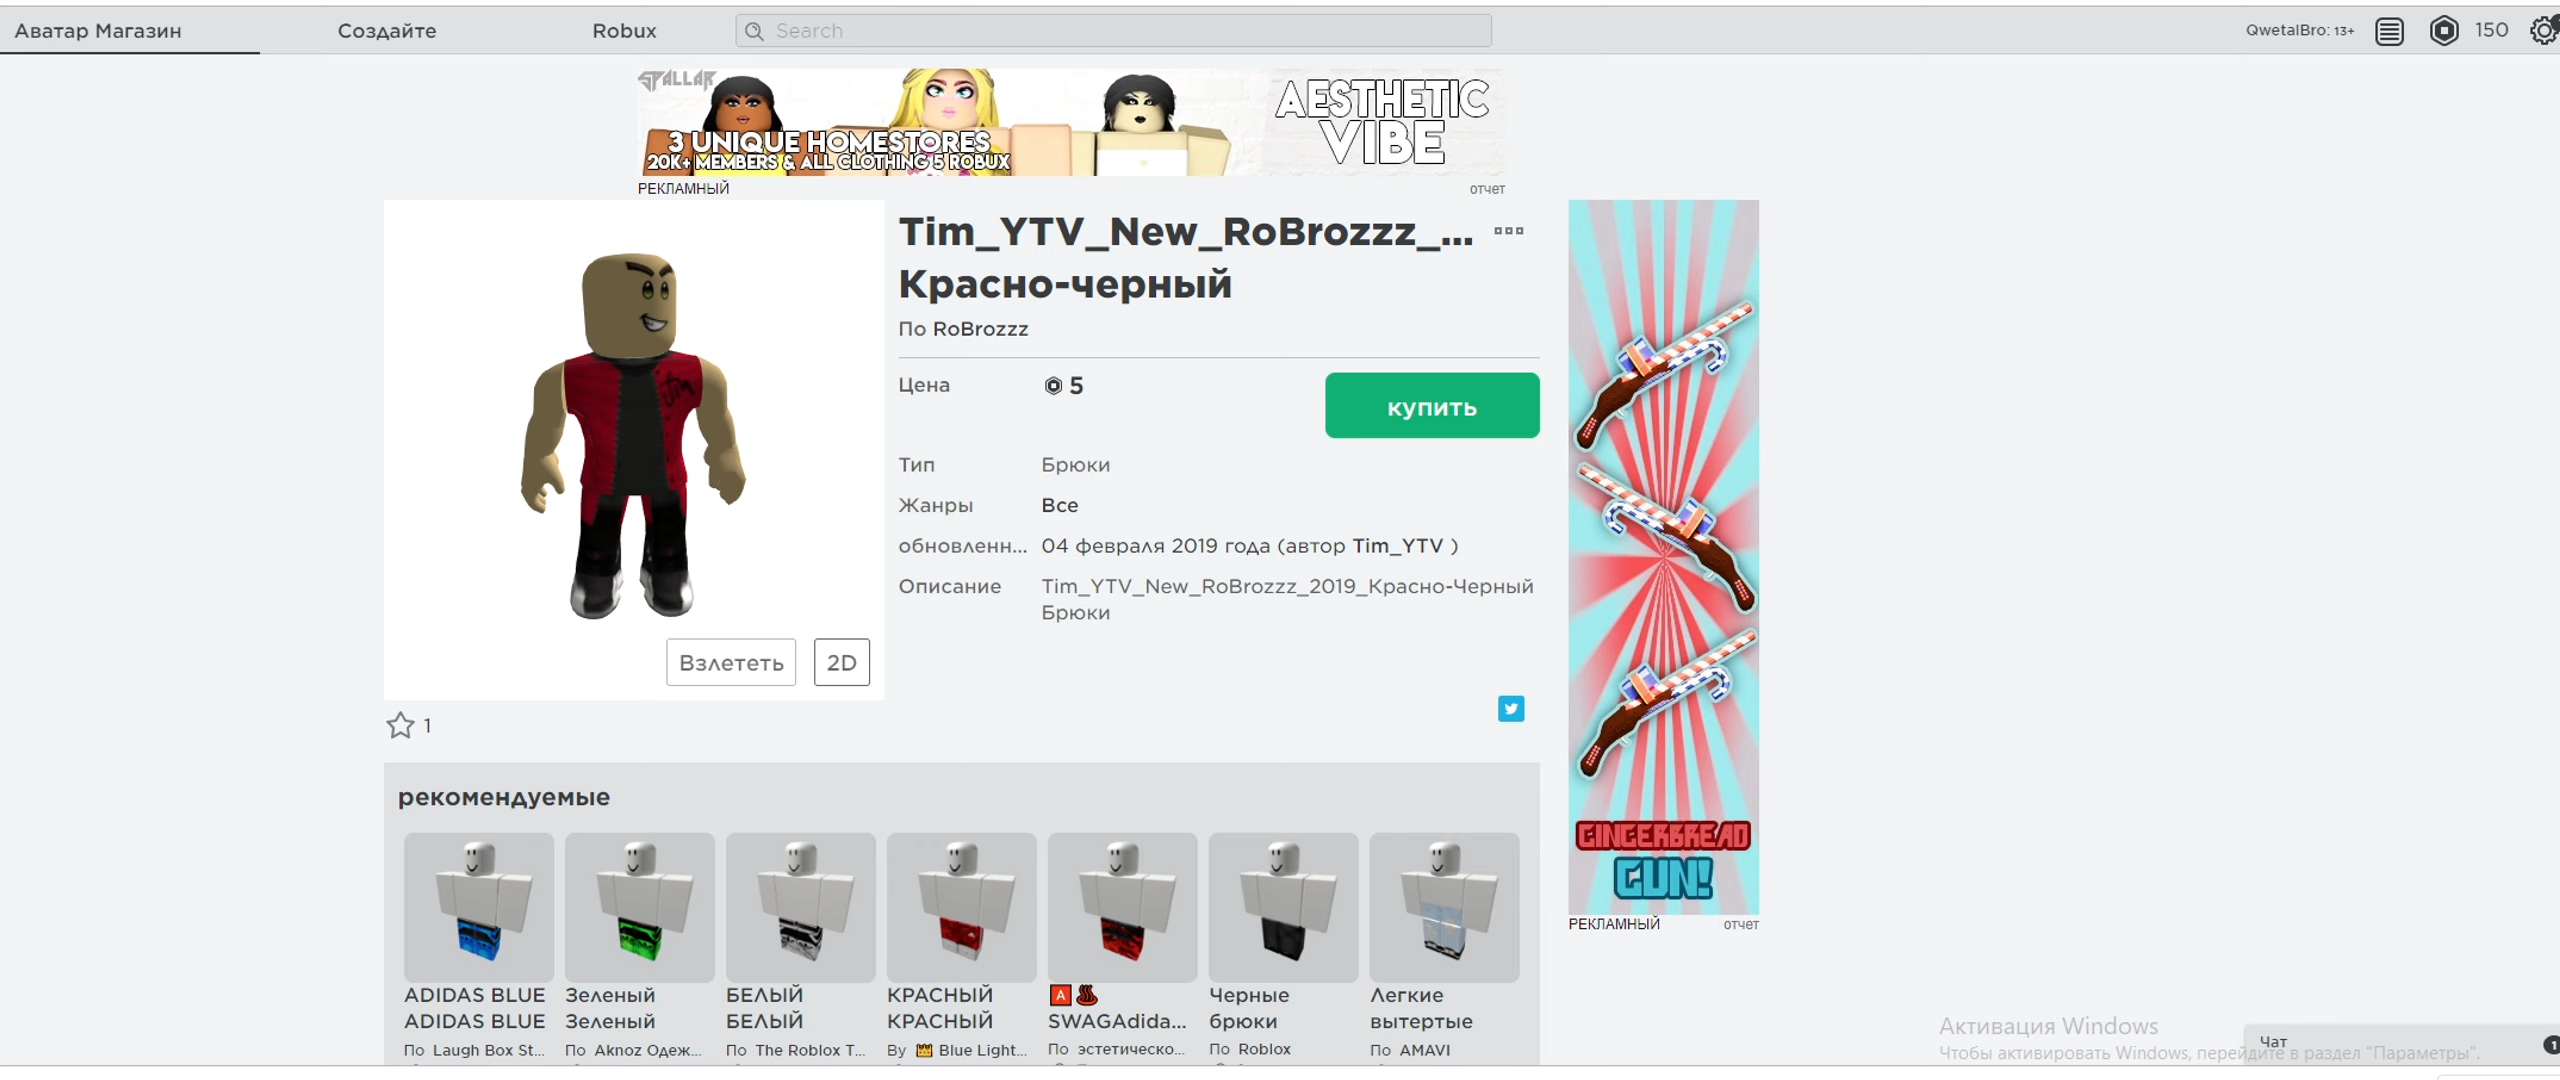 Аватар Магазин
Создайте
Robux
Search
QwetalBro: 13+
150
SPALLAR
3 UNIQUE HOMESTORES
20K+ MEMBERS & ALL CLOTHING 5 ROBUX
AESTHETIC
VIBE
РЕКЛАМНЫЙ
отчет
Tim_YTV_New_RoBrozzz_...
Красно-черный
По RoBrozzz
Цена
5
купить
Тип
Брюки
Жанры
Все
обновленн...
04 февраля 2019 года (автор Tim_YTV )
Описание
Tim_YTV_New_RoBrozzz_2019_Красно-Черный
Брюки
Взлететь
2D
1
GINGERBREAD
GUN!
РЕКЛАМНЫЙ
отчет
рекомендуемые
ADIDAS BLUE
ADIDAS BLUE
По Laugh Box St...
Зеленый
Зеленый
По Aknoz Одеж...
БЕЛЫЙ
БЕЛЫЙ
По The Roblox T...
КРАСНЫЙ
КРАСНЫЙ
By Blue Light...
A
SWAGAdida...
По эстетическо...
Черные
брюки
По Roblox
Легкие
вытертые
По AMAVI
Активация Windows
Чтобы активировать Windows, перейдите в раздел "Параметры".
Чат
1